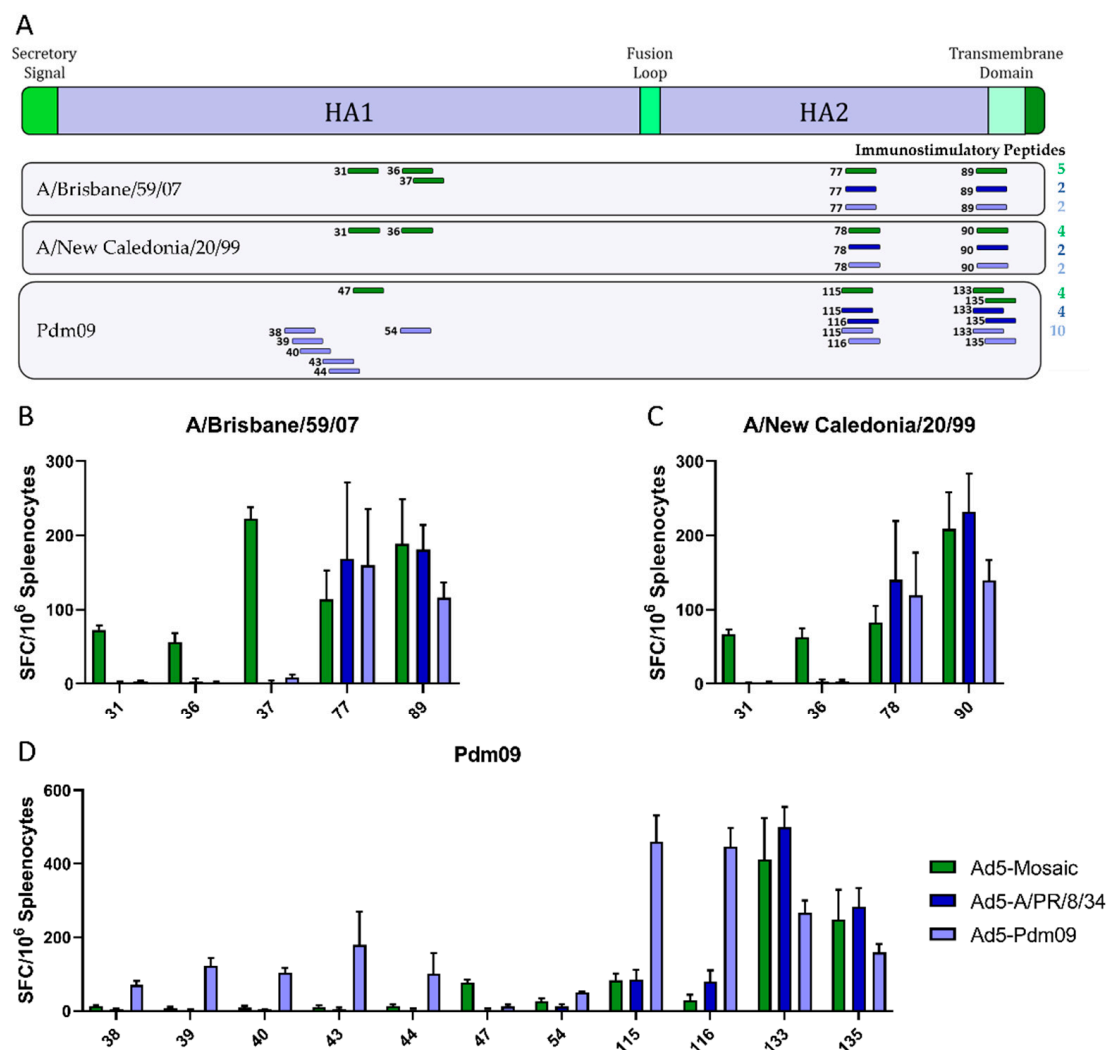 A
Secretory
Signal
Fusion
Loop
Transmembrane
Domain
HA1
HA2
Immunostimulatory Peptides
A/Brisbane/59/07
31
36
37
77
77
77
89
89
89
5
2
2
A/New Caledonia/20/99
31
36
78
78
78
90
90
90
4
2
2
Pdm09
47
38
39
40
43
44
54
115
115
116
115
116
133
135
133
135
133
135
4
4
10
B
A/Brisbane/59/07
SFC/10⁶ Spleenocytes
300
200
100
0
31 36 37 77 89
C
A/New Caledonia/20/99
SFC/10⁶ Spleenocytes
300
200
100
0
31 36 78 90
D
Pdm09
SFC/10⁶ Spleenocytes
600
400
200
0
38 39 40 43 44 47 54 115 116 133 135
Ad5-Mosaic
Ad5-A/PR/8/34
Ad5-Pdm09